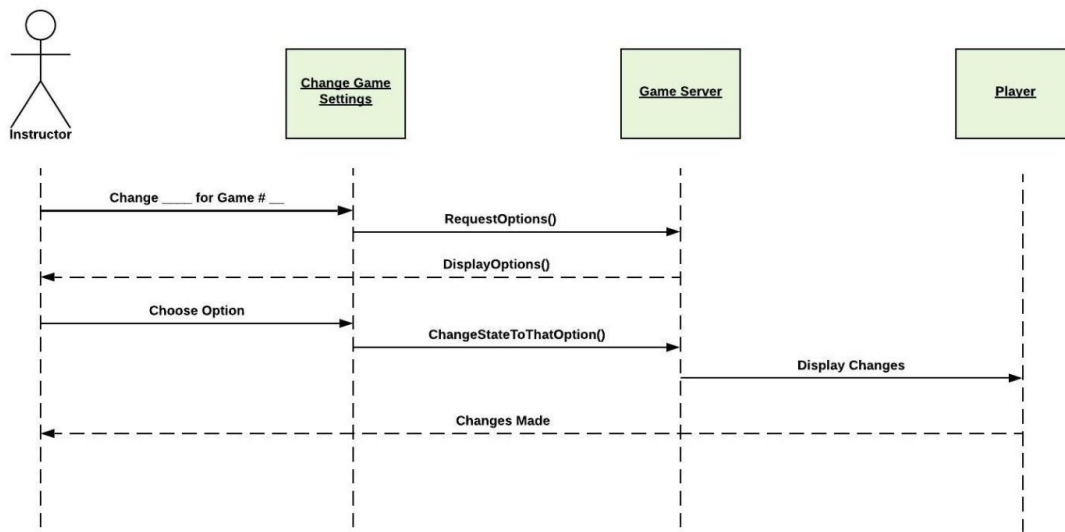 Change Game
Settings
Game Server
Player
Instructor
Change ____ for Game # __
RequestOptions()
DisplayOptions()
Choose Option
ChangeStateToThatOption()
Display Changes
Changes Made